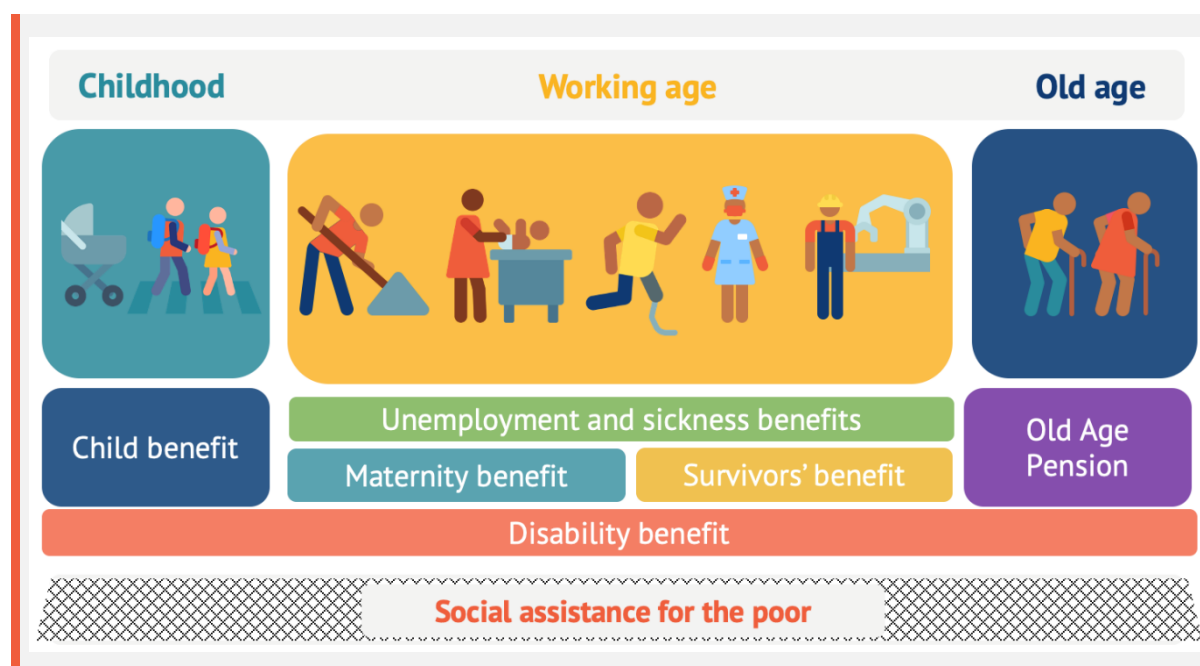 Childhood
Working age
Old age
Child benefit
Unemployment and sickness benefits
Maternity benefit
Survivors’ benefit
Old Age
Pension
Disability benefit
Social assistance for the poor